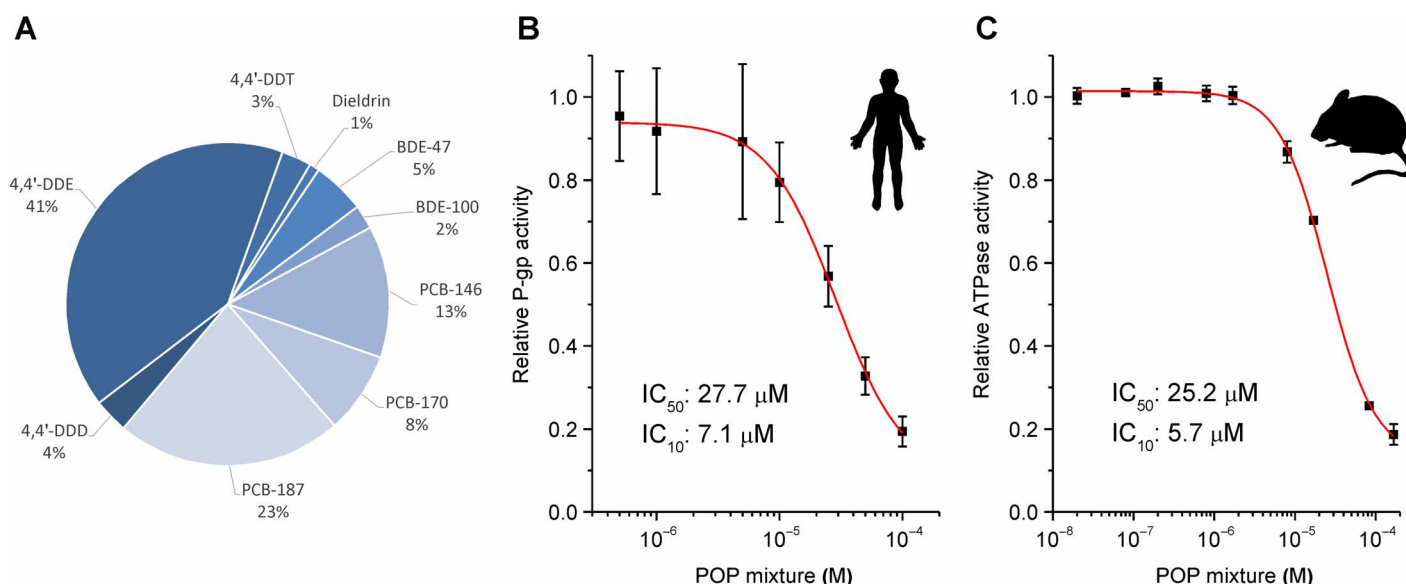 A
4,4'-DDT
3%
Dieldrin
1%
BDE-47
5%
BDE-100
2%
PCB-146
13%
PCB-170
8%
PCB-187
23%
4,4'-DDD
4%
4,4'-DDE
41%
B
Relative P-gp activity
1.0
0.8
0.6
0.4
0.2
0.0
IC50: 27.7 μM
IC10: 7.1 μM
10−6
10−5
10−4
POP mixture (M)
C
Relative ATPase activity
1.0
0.8
0.6
0.4
0.2
0.0
IC50: 25.2 μM
IC10: 5.7 μM
10−8
10−7
10−6
10−5
10−4
POP mixture (M)